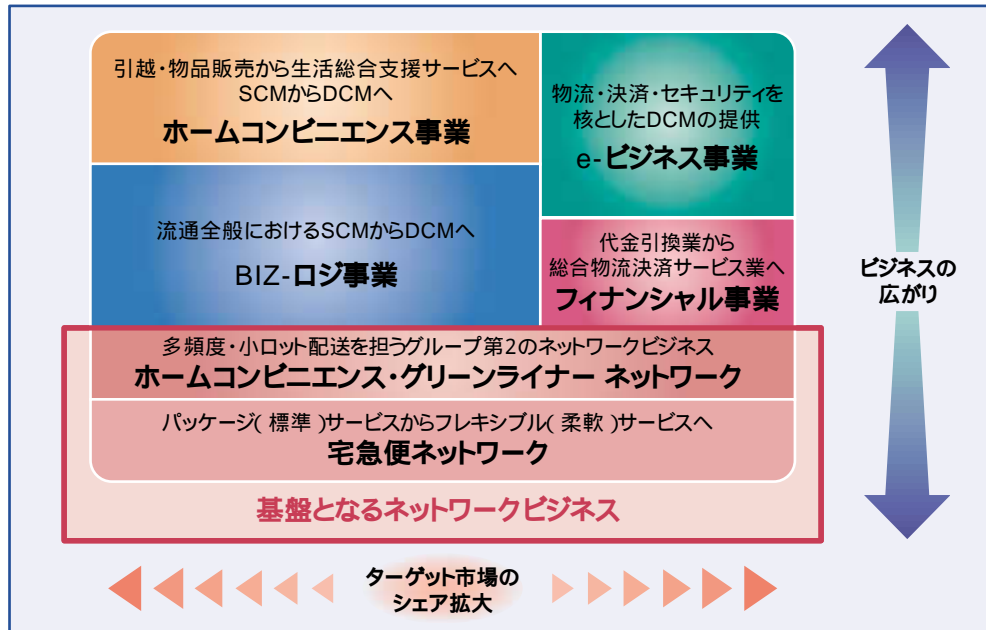 引越・物品販売から生活総合支援サービスへ
SCMからDCMへ
ホームコンビニエンス事業
物流・決済・セキュリティを
核としたDCMの提供
e-ビジネス事業
流通全般におけるSCMからDCMへ
BIZ-ロジ事業
代金引換業から
総合物流決済サービス業へ
フィナンシャル事業
ビジネスの
広がり
多頻度・小ロット配送を担うグループ第2のネットワークビジネス
ホームコンビニエンス・グリーンライナー ネットワーク
パッケージ(標準)サービスからフレキシブル(柔軟)サービスへ
宅急便ネットワーク
基盤となるネットワークビジネス
ターゲット市場の
シェア拡大